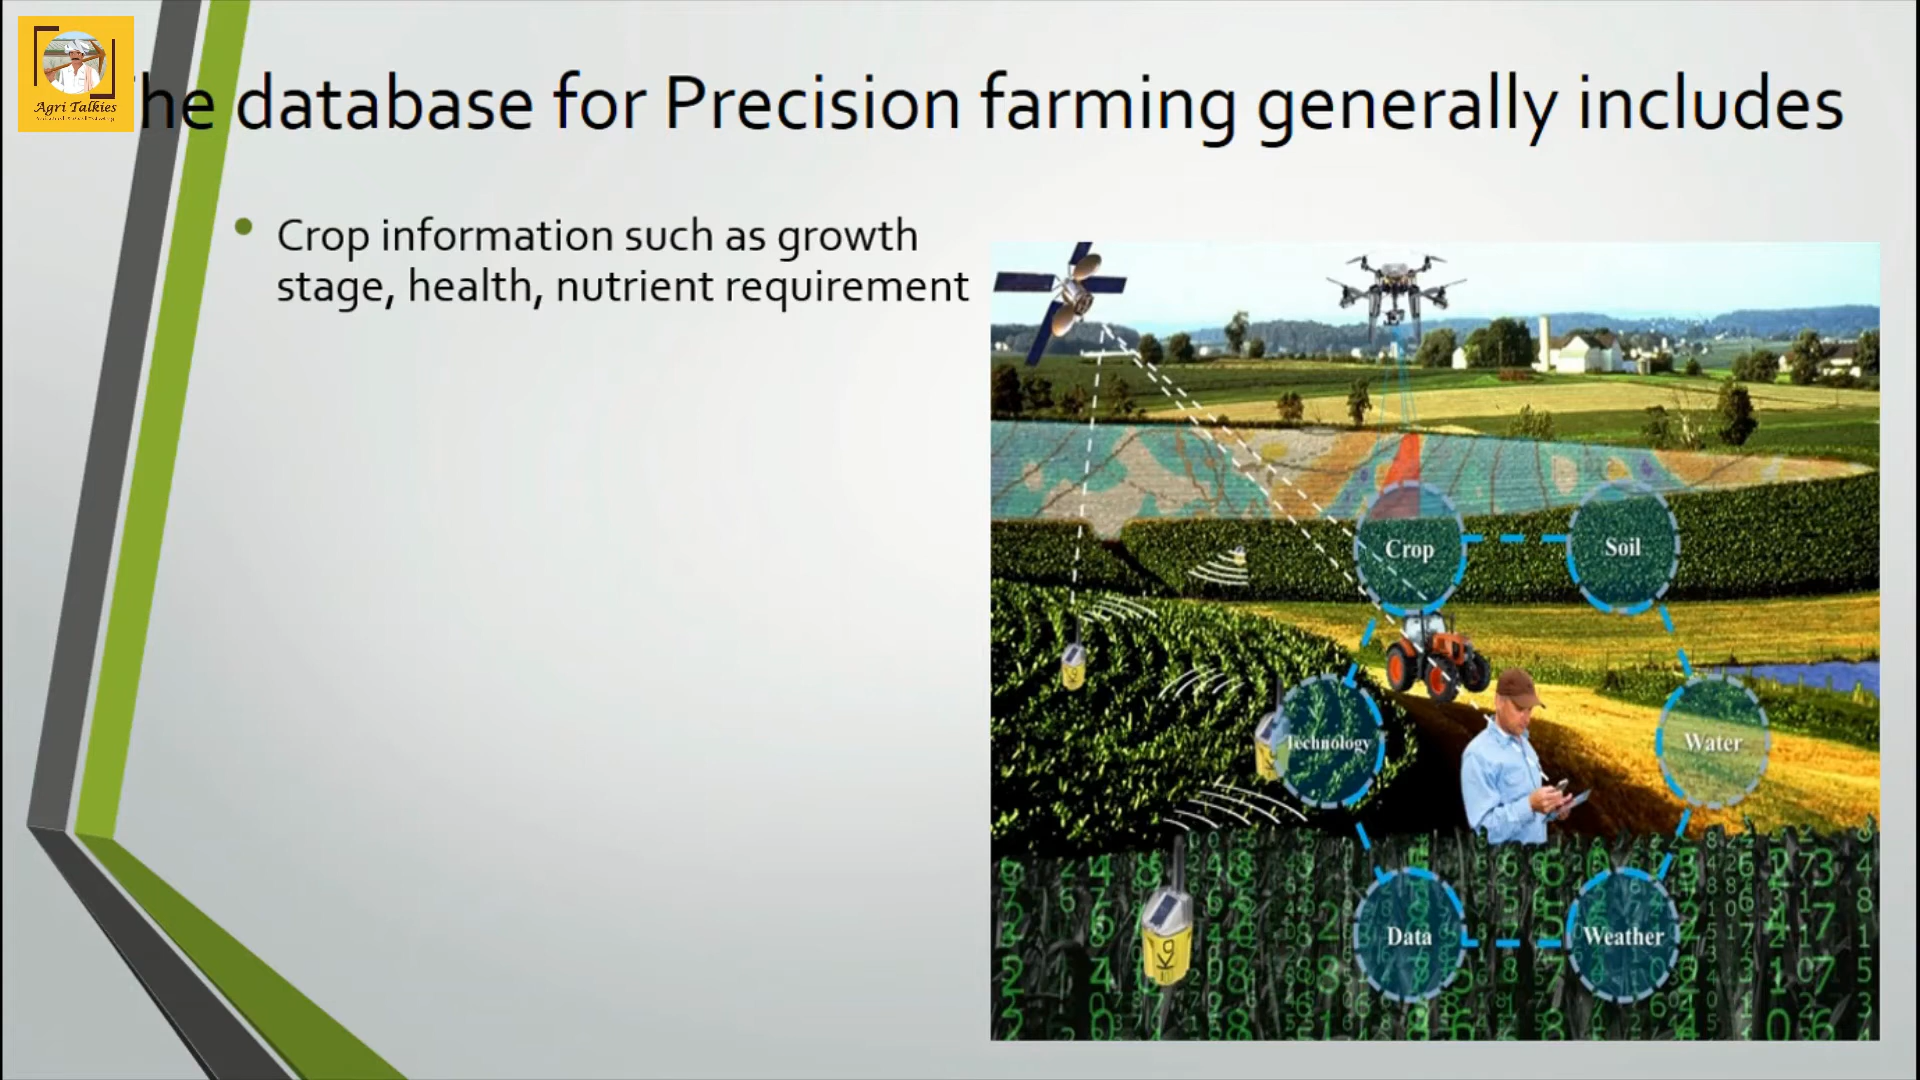 Agri Talkies
he database for Precision farming generally includes
Crop information such as growth
stage, health, nutrient requirement
Crop
Soil
Technology
Water
Data
Weather